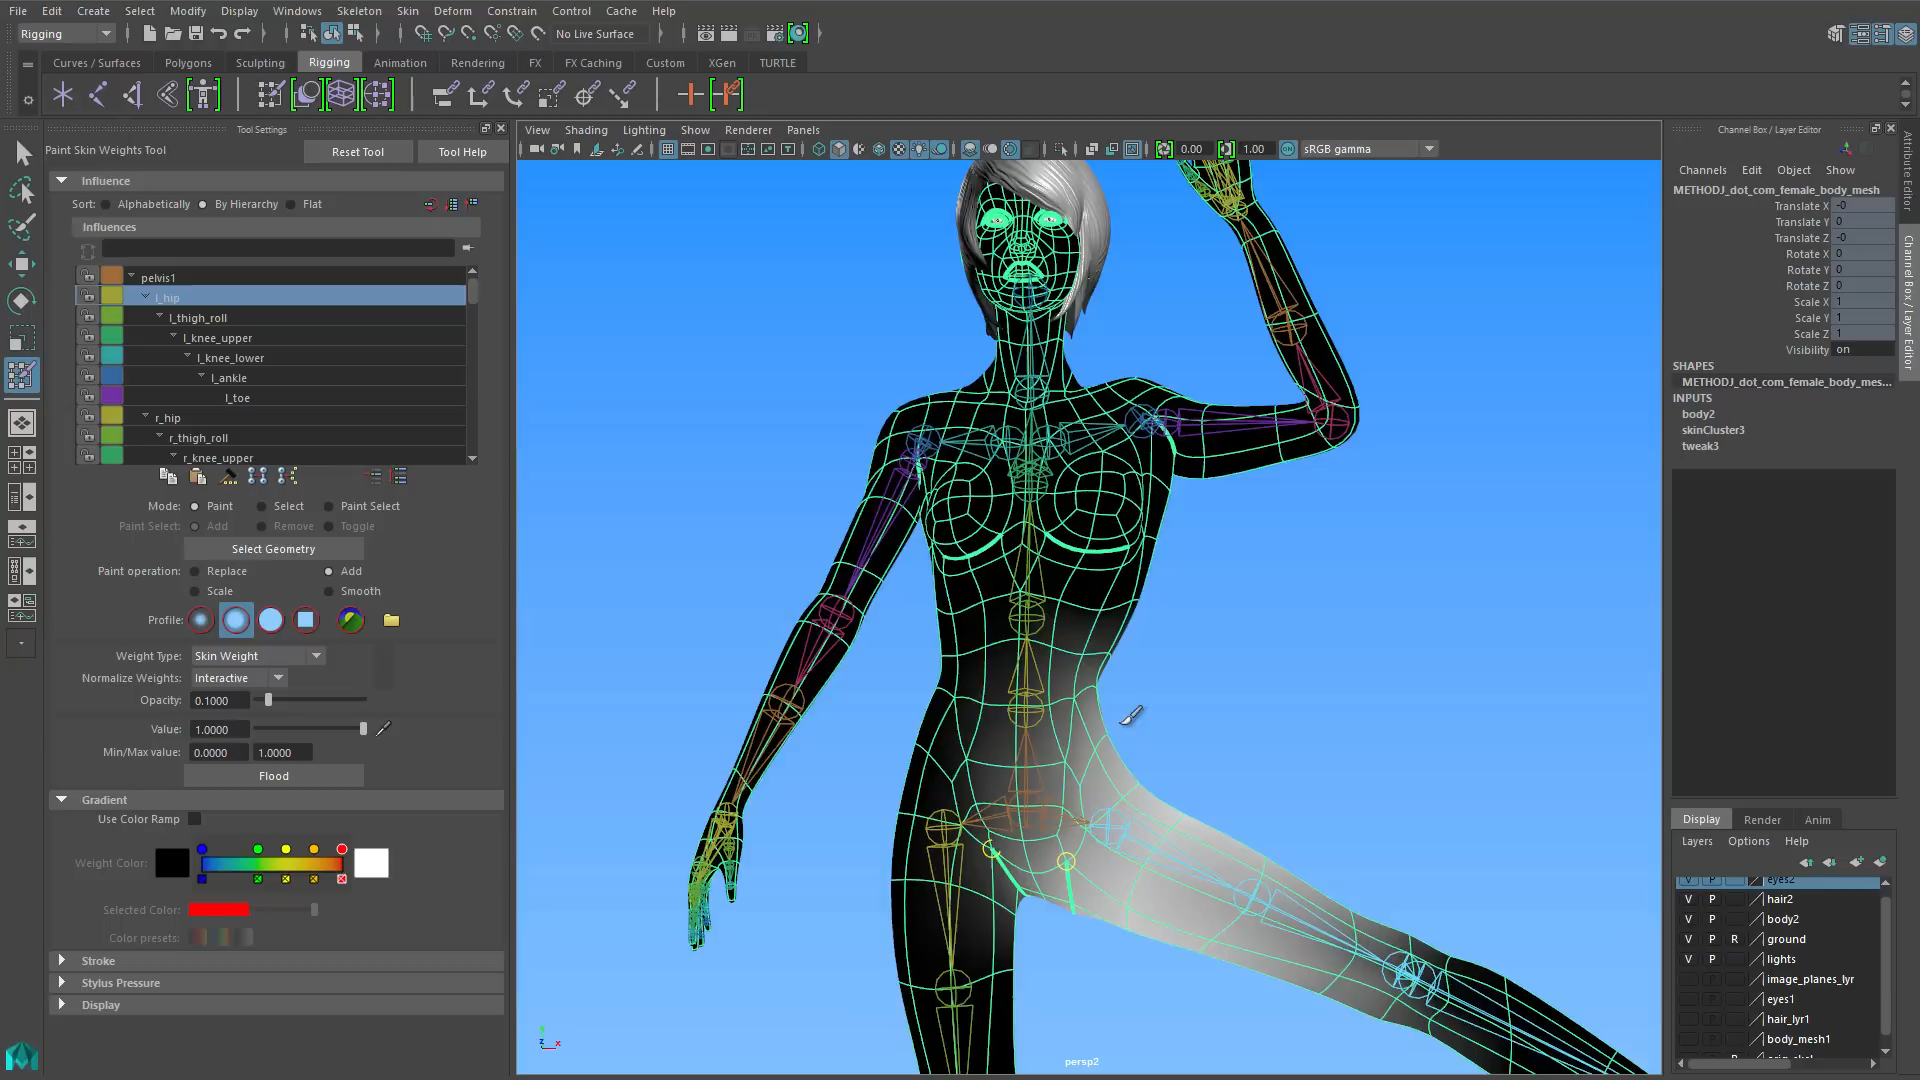 File Edit Create Select Modify Display Windows Skeleton Skin Deform Constrain Control Cache Help
Rigging No Live Surface
Curves / Surfaces Polygons Sculpting Rigging Animation Rendering FX FX Caching Custom XGen TURTLE
Tool Settings
Paint Skin Weights Tool Reset Tool Tool Help
Influence
Sort: Alphabetically By Hierarchy Flat
Influences
pelvis1
l_hip
l_thigh_roll
l_knee_upper
l_knee_lower
l_ankle
l_toe
r_hip
r_thigh_roll
r_knee_upper
Mode: Paint Select Paint Select
Paint Select: Add Remove Toggle
Select Geometry
Paint operation: Replace Add
Scale Smooth
Profile:
Weight Type: Skin Weight
Normalize Weights: Interactive
Opacity: 0.1000
Value: 1.0000
Min/Max value: 0.0000 1.0000
Flood
Gradient
Use Color Ramp
Weight Color:
Selected Color:
Color presets:
Stroke
Stylus Pressure
Display
View Shading Lighting Show Renderer Panels
0.00 1.00 sRGB gamma
y
z x
persp2
Channel Box / Layer Editor
Channels Edit Object Show
METHODJ_dot_com_female_body_mesh
Translate X -0
Translate Y 0
Translate Z -0
Rotate X 0
Rotate Y 0
Rotate Z 0
Scale X 1
Scale Y 1
Scale Z 1
Visibility on
SHAPES
METHODJ_dot_com_female_body_mes...
INPUTS
body2
skinCluster3
tweak3
Display Render Anim
Layers Options Help
V P eyes2
V P hair2
V P body2
V P R ground
V P lights
P image_planes_lyr
P eyes1
P hair_lyr1
P body_mesh1
Attribute Editor
Channel Box / Layer Editor